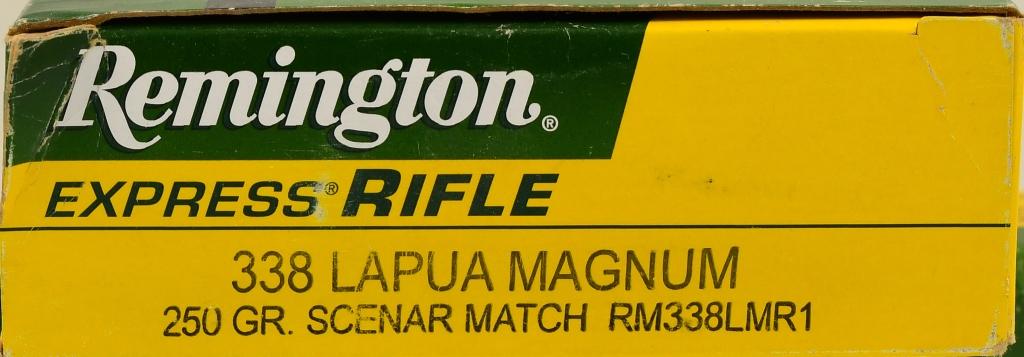 Remington®
EXPRESS® RIFLE
338 LAPUA MAGNUM
250 GR. SCENAR MATCH RM338LMR1